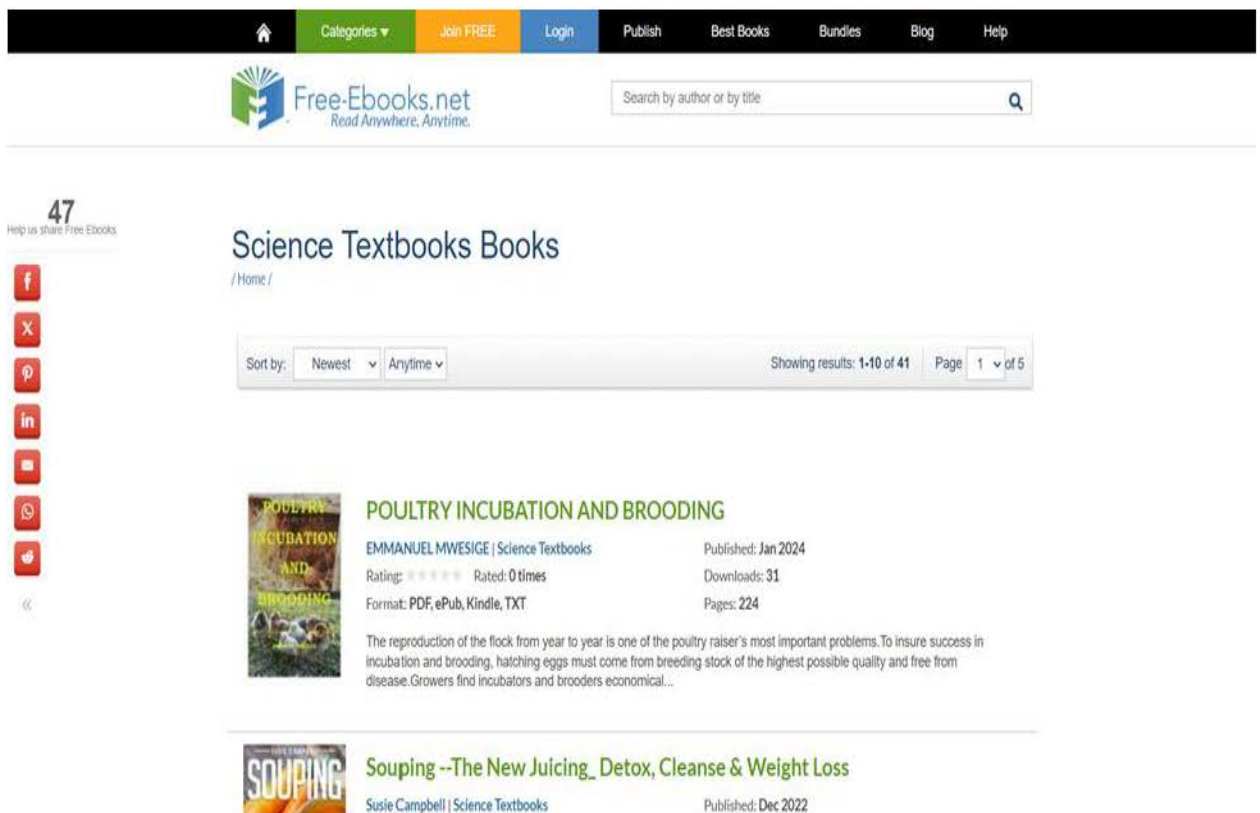 Categories ▾ Join FREE Login Publish Best Books Bundles Blog Help
Free-Ebooks.net
Read Anywhere, Anytime.
Search by author or by title
47
Help us share Free Ebooks
Science Textbooks Books
/ Home /
Sort by: Newest Anytime Showing results: 1-10 of 41 Page 1 of 5
POULTRY
INCUBATION
AND
BROODING
POULTRY INCUBATION AND BROODING
EMMANUEL MWESIGE | Science Textbooks Published: Jan 2024
Rating: Rated: 0 times Downloads: 31
Format: PDF, ePub, Kindle, TXT Pages: 224
The reproduction of the flock from year to year is one of the poultry raiser's most important problems.To insure success in
incubation and brooding, hatching eggs must come from breeding stock of the highest possible quality and free from
disease.Growers find incubators and brooders economical...
SOUPING
Souping --The New Juicing_ Detox, Cleanse & Weight Loss
Susie Campbell | Science Textbooks Published: Dec 2022